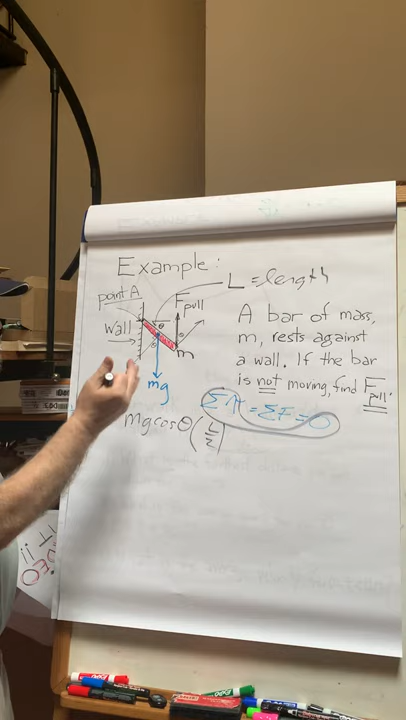 Example:
L = length
point A
Fpull
wall
θ
θ
m
mg
A bar of mass,
m, rests against
a wall. If the bar
is not moving, find Fpull.
Στ = ΣF = 0
mgcosθ(L/2)